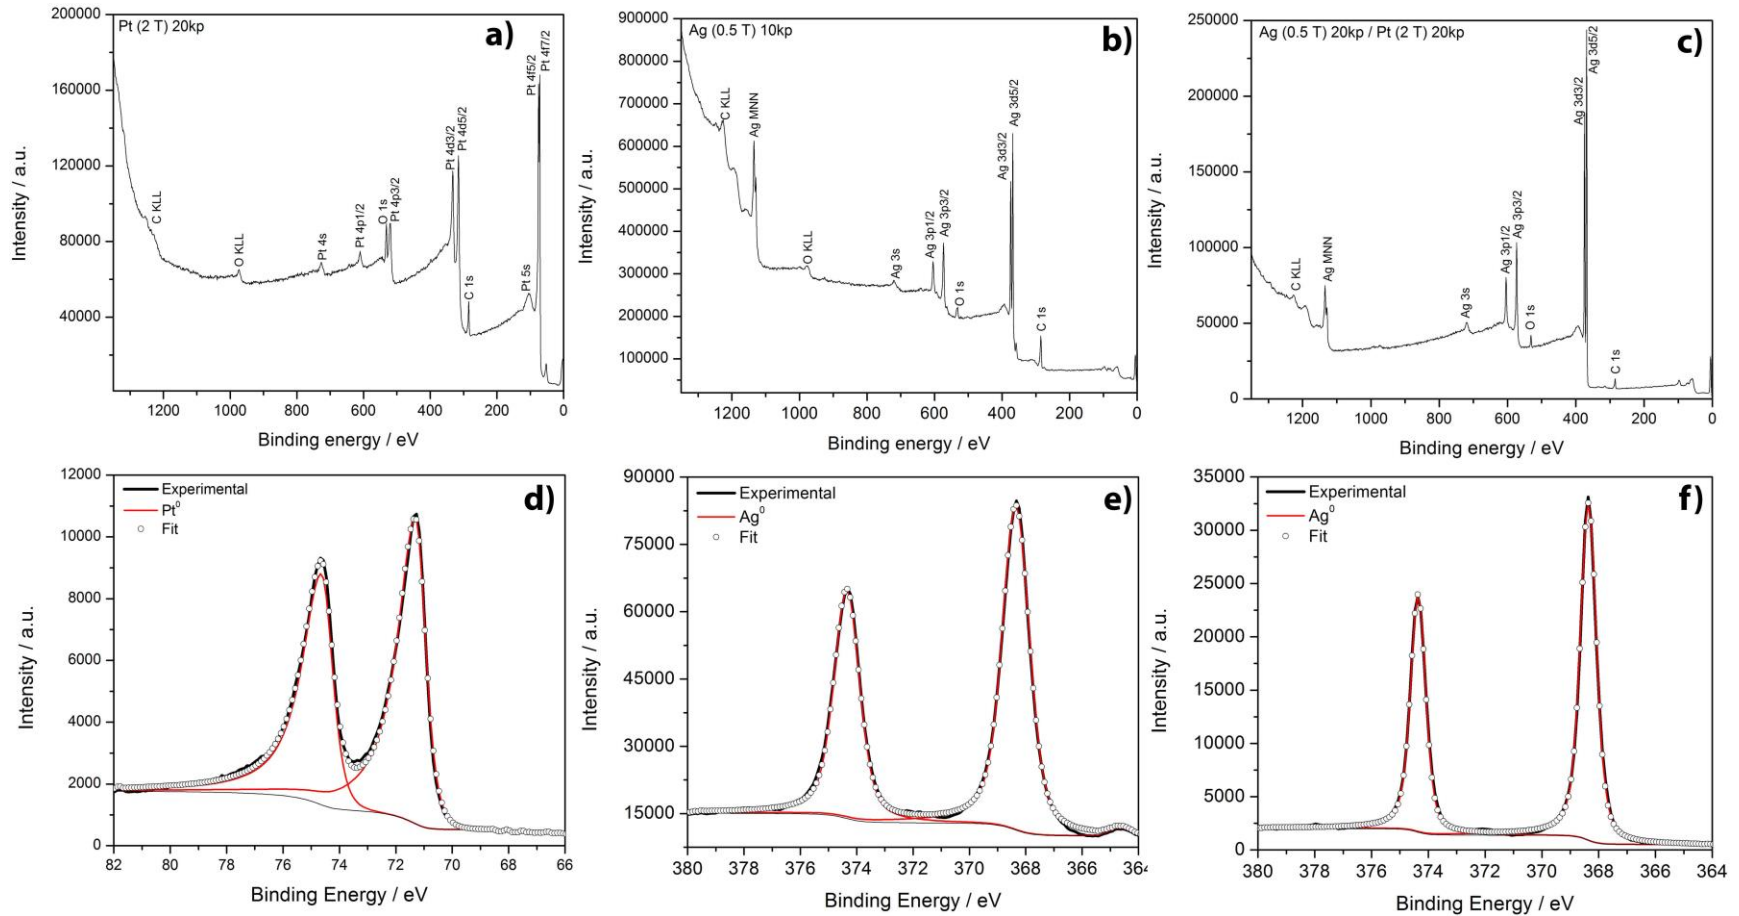 Pt (2 T) 20kp
a)
200000
160000
120000
80000
40000
Intensity / a.u.
C KLL
O KLL
Pt 4s
Pt 4p1/2
O 1s
Pt 4p3/2
Pt 4d3/2
Pt 4d5/2
C 1s
Pt 5s
Pt 4f5/2
Pt 4f7/2
1200 1000 800 600 400 200 0
Binding energy / eV
Ag (0.5 T) 10kp
b)
900000
800000
700000
600000
500000
400000
300000
200000
100000
Intensity / a.u.
C KLL
Ag MNN
O KLL
Ag 3s
Ag 3p1/2
Ag 3p3/2
O 1s
Ag 3d3/2
Ag 3d5/2
C 1s
1200 1000 800 600 400 200 0
Binding energy / eV
Ag (0.5 T) 20kp / Pt (2 T) 20kp
c)
250000
200000
150000
100000
50000
0
Intensity / a.u.
C KLL
Ag MNN
Ag 3s
Ag 3p1/2
Ag 3p3/2
O 1s
Ag 3d3/2
Ag 3d5/2
C 1s
1200 1000 800 600 400 200 0
Binding energy / eV
d)
Experimental
Pt⁰
Fit
12000
10000
8000
6000
4000
2000
0
Intensity / a.u.
82 80 78 76 74 72 70 68 66
Binding Energy / eV
e)
Experimental
Ag⁰
Fit
90000
75000
60000
45000
30000
15000
Intensity / a.u.
380 376 372 368 364
Binding Energy / eV
f)
Experimental
Ag⁰
Fit
35000
30000
25000
20000
15000
10000
5000
0
Intensity / a.u.
380 376 372 368 364
Binding Energy / eV